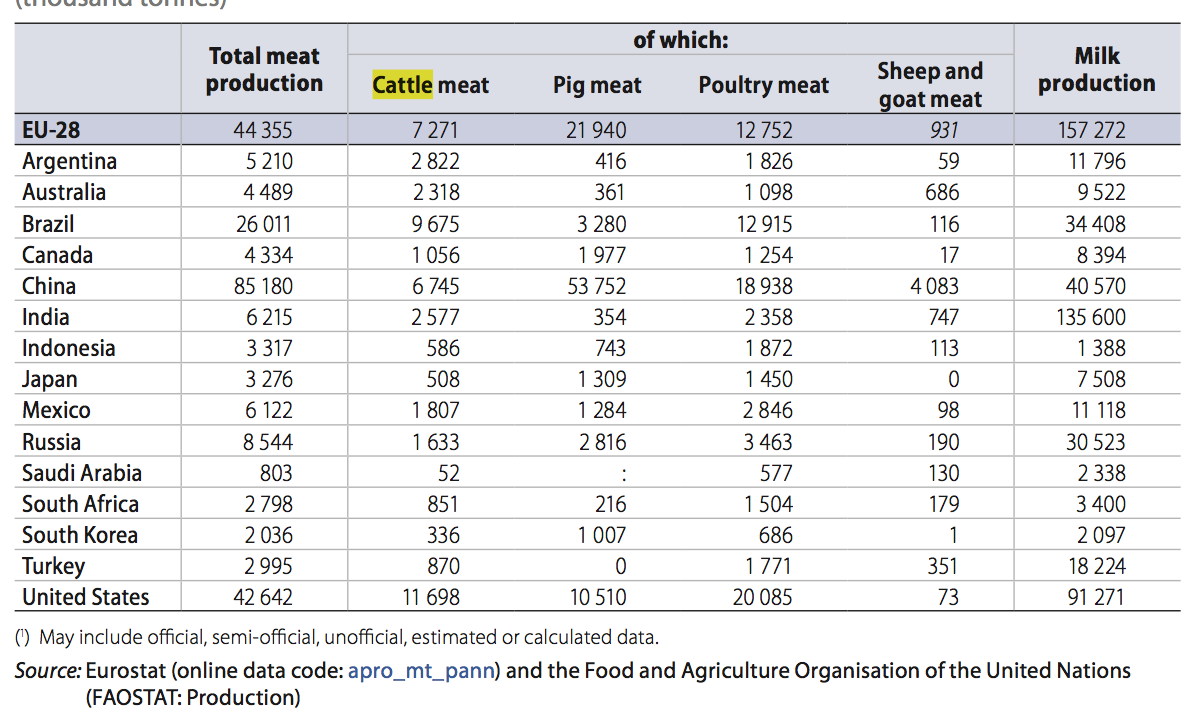 (thousand tonnes)
of which:
Total meat production Cattle meat Pig meat Poultry meat Sheep and goat meat Milk production
EU-28 44 355 7 271 21 940 12 752 931 157 272
Argentina 5 210 2 822 416 1 826 59 11 796
Australia 4 489 2 318 361 1 098 686 9 522
Brazil 26 011 9 675 3 280 12 915 116 34 408
Canada 4 334 1 056 1 977 1 254 17 8 394
China 85 180 6 745 53 752 18 938 4 083 40 570
India 6 215 2 577 354 2 358 747 135 600
Indonesia 3 317 586 743 1 872 113 1 388
Japan 3 276 508 1 309 1 450 0 7 508
Mexico 6 122 1 807 1 284 2 846 98 11 118
Russia 8 544 1 633 2 816 3 463 190 30 523
Saudi Arabia 803 52 : 577 130 2 338
South Africa 2 798 851 216 1 504 179 3 400
South Korea 2 036 336 1 007 686 1 2 097
Turkey 2 995 870 0 1 771 351 18 224
United States 42 642 11 698 10 510 20 085 73 91 271
(¹) May include official, semi-official, unofficial, estimated or calculated data.
Source: Eurostat (online data code: apro_mt_pann) and the Food and Agriculture Organisation of the United Nations
(FAOSTAT: Production)